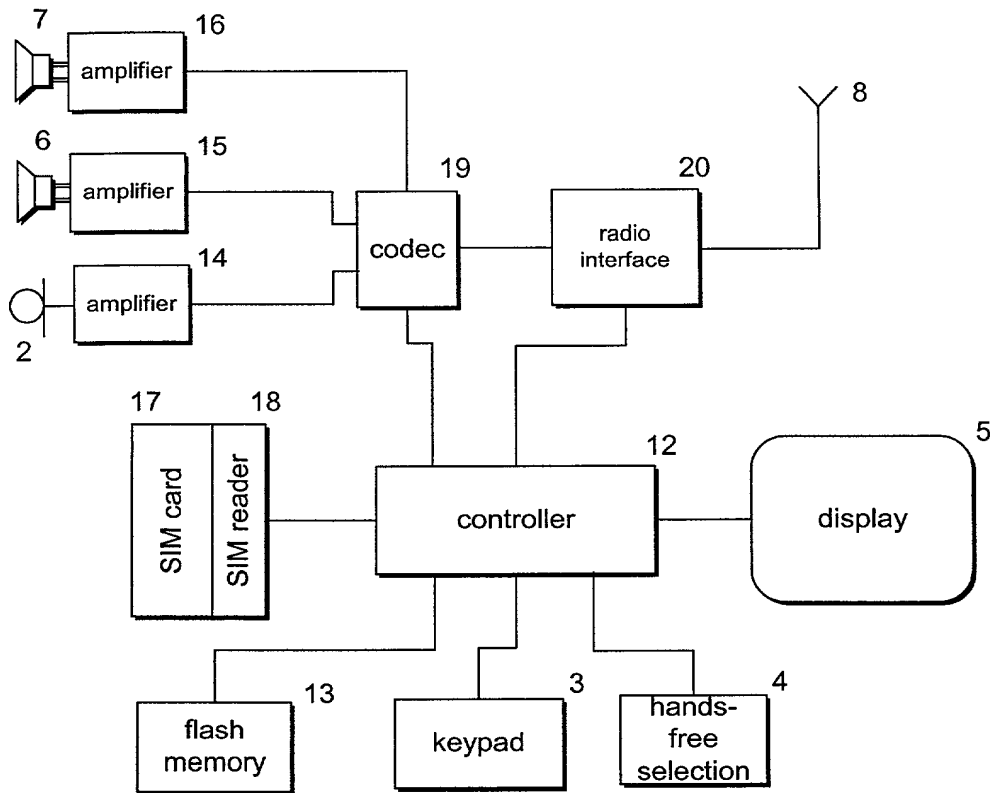 7
16
amplifier
8
6
15
amplifier
19
20
codec
radio
interface
14
amplifier
2
17
18
12
5
SIM card
SIM reader
controller
display
13
3
4
flash
memory
keypad
hands-
free
selection